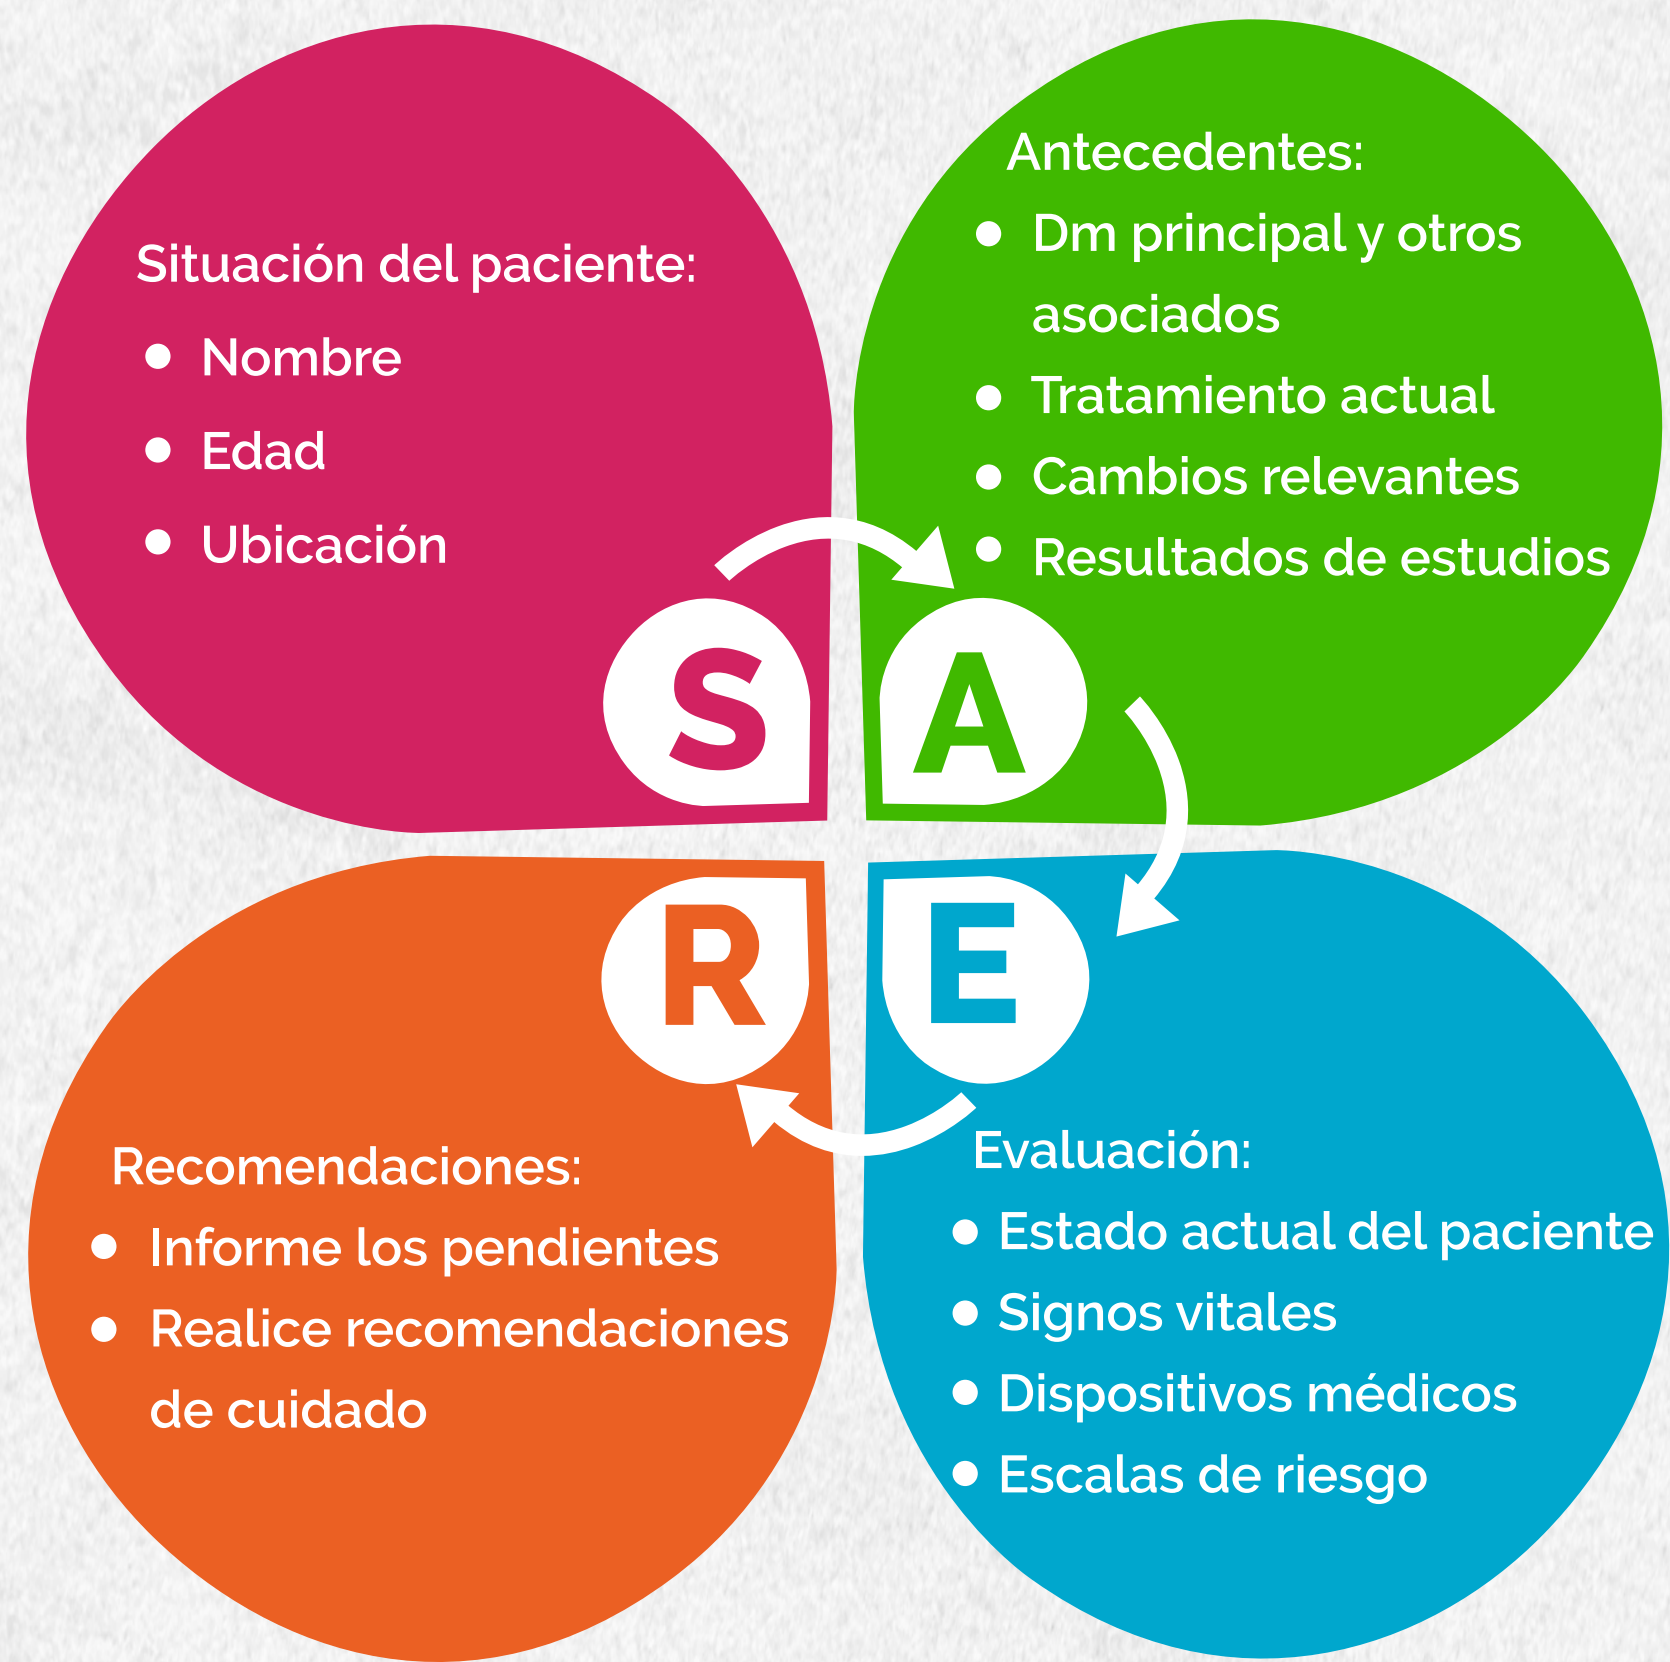 Situación del paciente:
Nombre
Edad
Ubicación
S
Antecedentes:
Dm principal y otros
asociados
Tratamiento actual
Cambios relevantes
Resultados de estudios
A
Evaluación:
Estado actual del paciente
Signos vitales
Dispositivos médicos
Escalas de riesgo
E
Recomendaciones:
Informe los pendientes
Realice recomendaciones
de cuidado
R